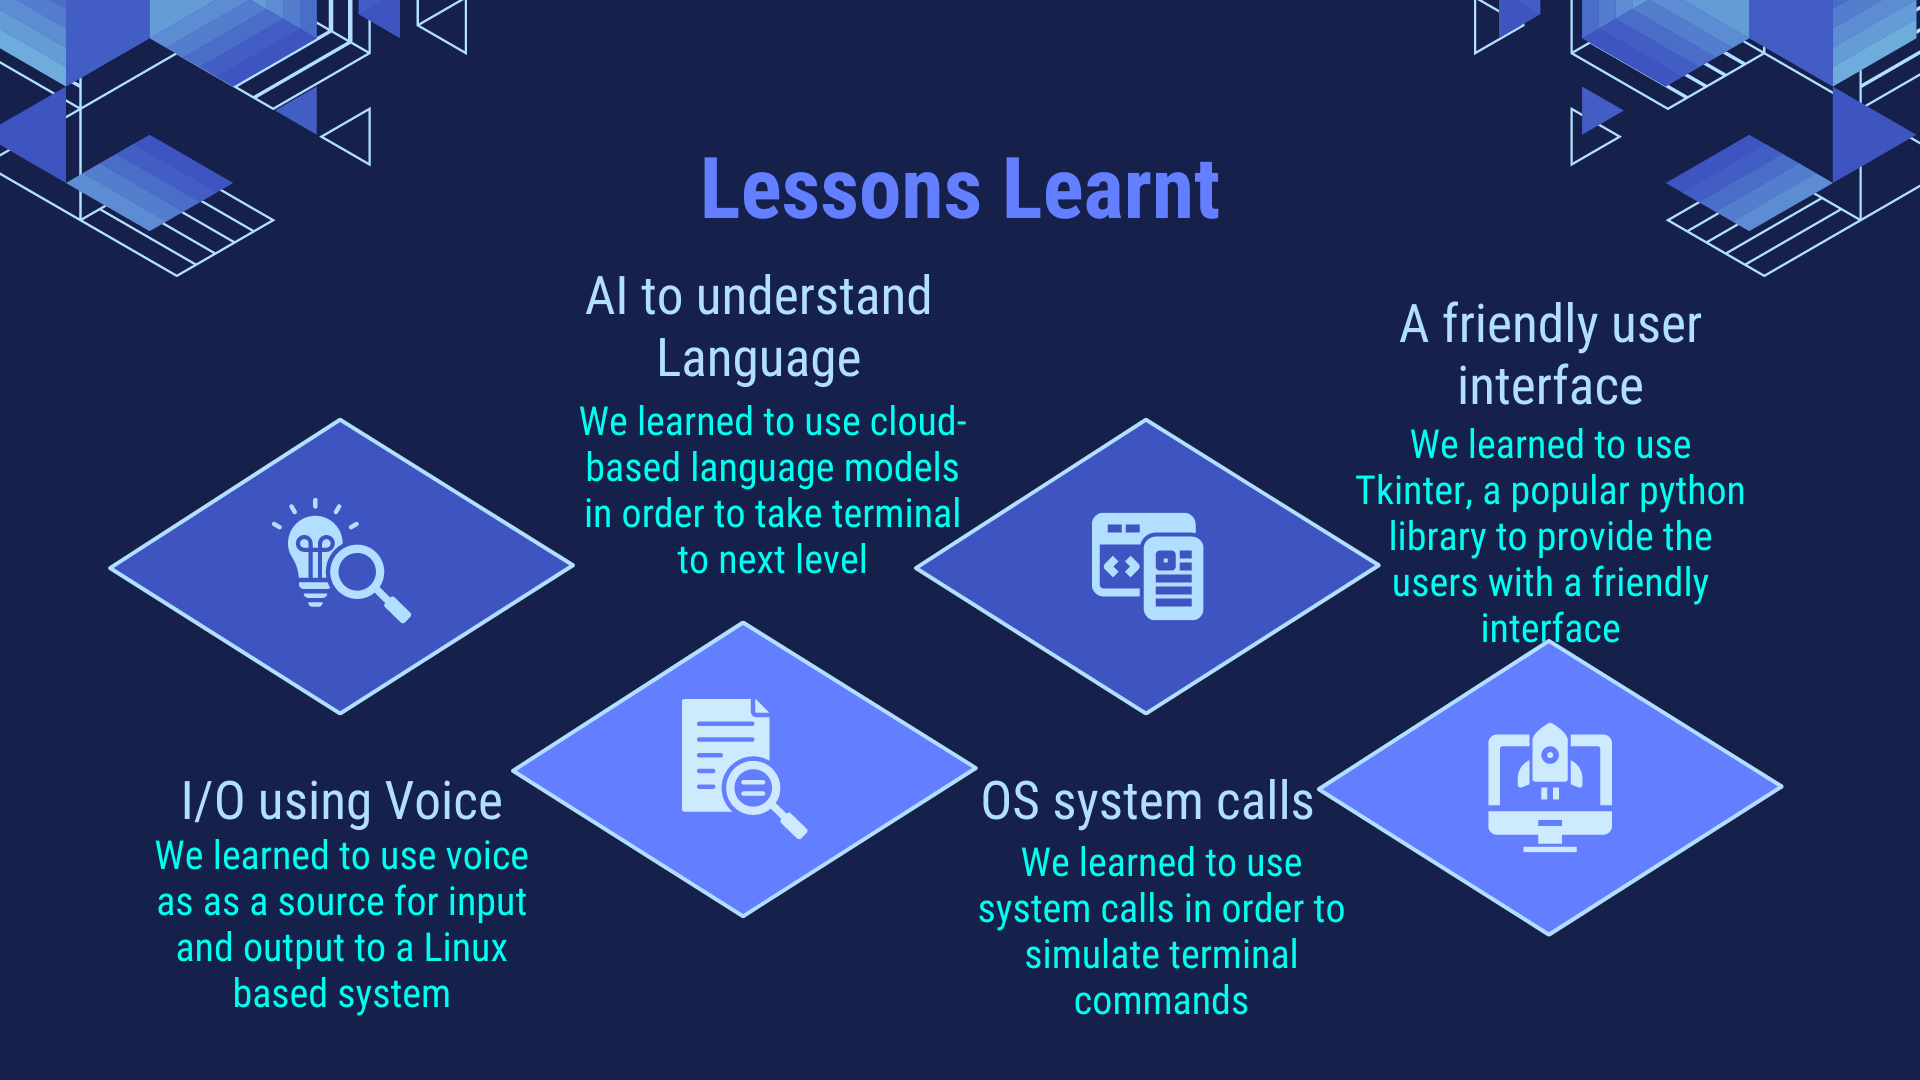 Lessons Learnt
AI to understand
Language
We learned to use cloud-
based language models
in order to take terminal
to next level
A friendly user
interface
We learned to use
Tkinter, a popular python
library to provide the
users with a friendly
interface
I/O using Voice
We learned to use voice
as as a source for input
and output to a Linux
based system
OS system calls
We learned to use
system calls in order to
simulate terminal
commands